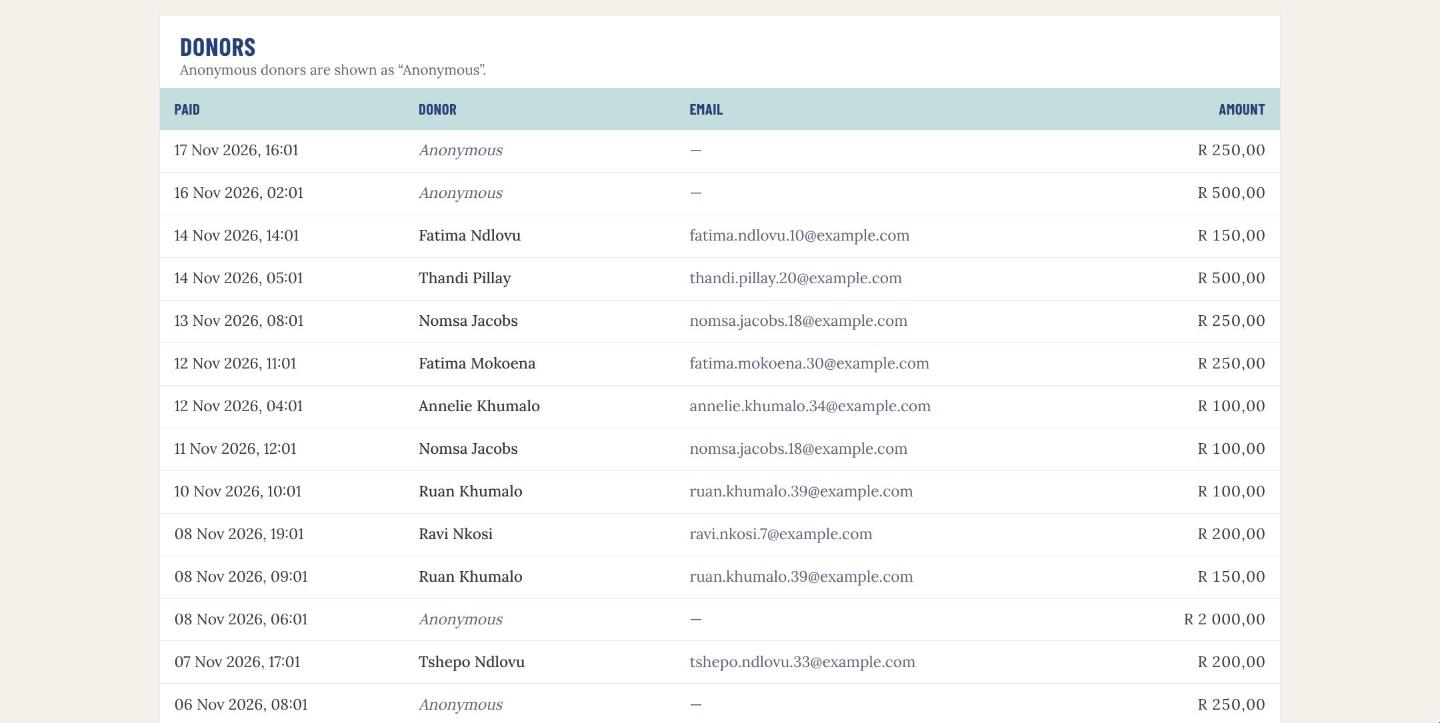 DONORS
Anonymous donors are shown as “Anonymous”.
PAID DONOR EMAIL AMOUNT
17 Nov 2026, 16:01 Anonymous — R 250,00
16 Nov 2026, 02:01 Anonymous — R 500,00
14 Nov 2026, 14:01 Fatima Ndlovu fatima.ndlovu.10@example.com R 150,00
14 Nov 2026, 05:01 Thandi Pillay thandi.pillay.20@example.com R 500,00
13 Nov 2026, 08:01 Nomsa Jacobs nomsa.jacobs.18@example.com R 250,00
12 Nov 2026, 11:01 Fatima Mokoena fatima.mokoena.30@example.com R 250,00
12 Nov 2026, 04:01 Annelie Khumalo annelie.khumalo.34@example.com R 100,00
11 Nov 2026, 12:01 Nomsa Jacobs nomsa.jacobs.18@example.com R 100,00
10 Nov 2026, 10:01 Ruan Khumalo ruan.khumalo.39@example.com R 100,00
08 Nov 2026, 19:01 Ravi Nkosi ravi.nkosi.7@example.com R 200,00
08 Nov 2026, 09:01 Ruan Khumalo ruan.khumalo.39@example.com R 150,00
08 Nov 2026, 06:01 Anonymous — R 2 000,00
07 Nov 2026, 17:01 Tshepo Ndlovu tshepo.ndlovu.33@example.com R 200,00
06 Nov 2026, 08:01 Anonymous — R 250,00